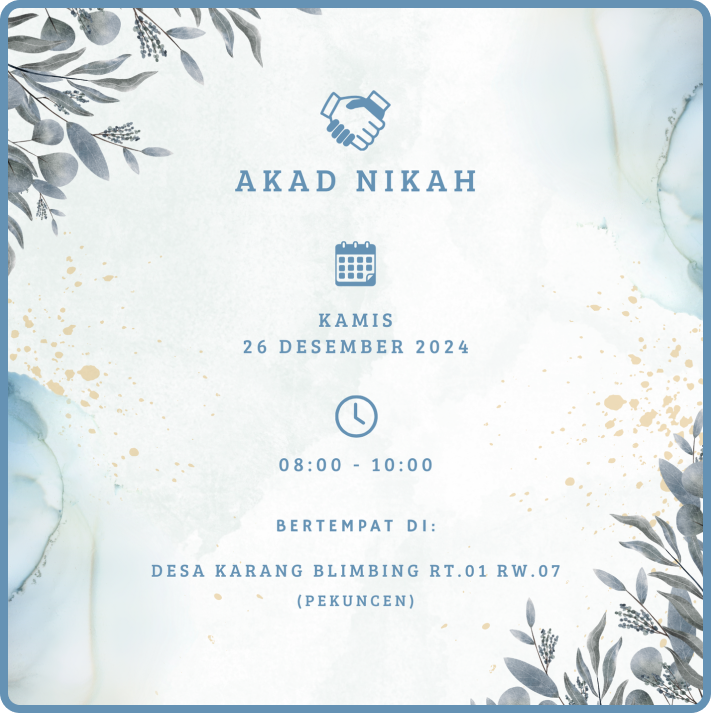 AKAD NIKAH
KAMIS
26 DESEMBER 2024
08:00 - 10:00
BERTEMPAT DI:
DESA KARANG BLIMBING RT.01 RW.07
(PEKUNCEN)